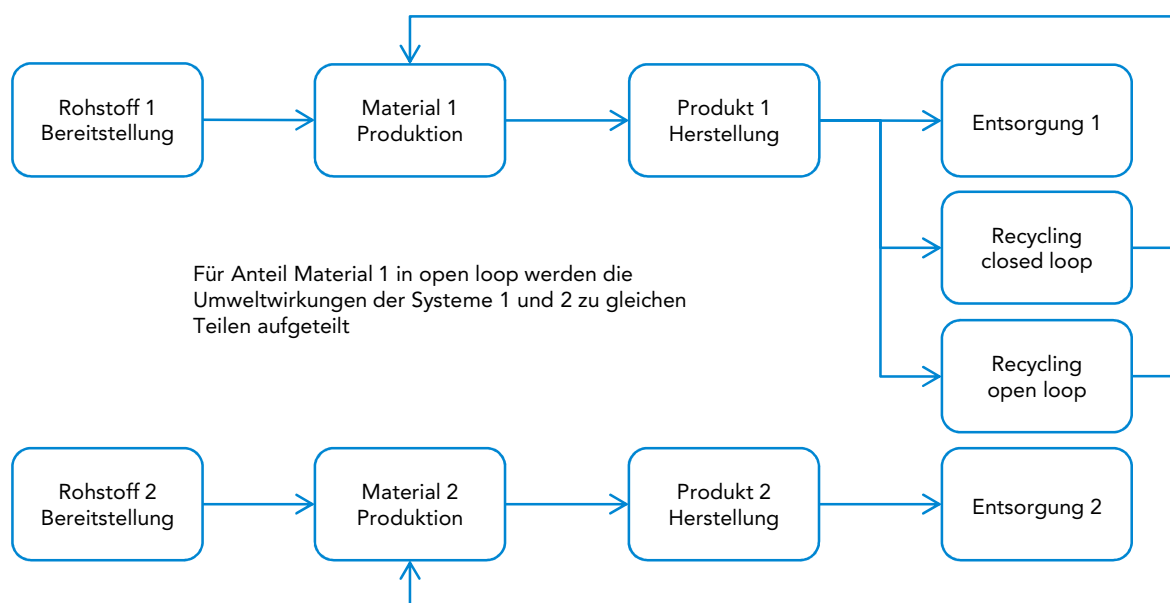 Rohstoff 1
Bereitstellung
Material 1
Produktion
Produkt 1
Herstellung
Entsorgung 1
Recycling
closed loop
Für Anteil Material 1 in open loop werden die
Umweltwirkungen der Systeme 1 und 2 zu gleichen
Teilen aufgeteilt
Recycling
open loop
Rohstoff 2
Bereitstellung
Material 2
Produktion
Produkt 2
Herstellung
Entsorgung 2